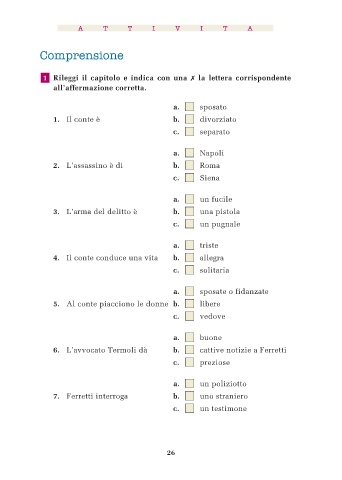 A T T I V I T A
Comprensione
1 Rileggi il capitolo e indica con una ✗ la lettera corrispondente
all'affermazione corretta.
a. sposato
1. Il conte è b. divorziato
c. separato
a. Napoli
2. L'assassino è di b. Roma
c. Siena
a. un fucile
3. L'arma del delitto è b. una pistola
c. un pugnale
a. triste
4. Il conte conduce una vita b. allegra
c. solitaria
a. sposate o fidanzate
5. Al conte piacciono le donne b. libere
c. vedove
a. buone
6. L'avvocato Termoli dà b. cattive notizie a Ferretti
c. preziose
a. un poliziotto
7. Ferretti interroga b. uno straniero
c. un testimone
26